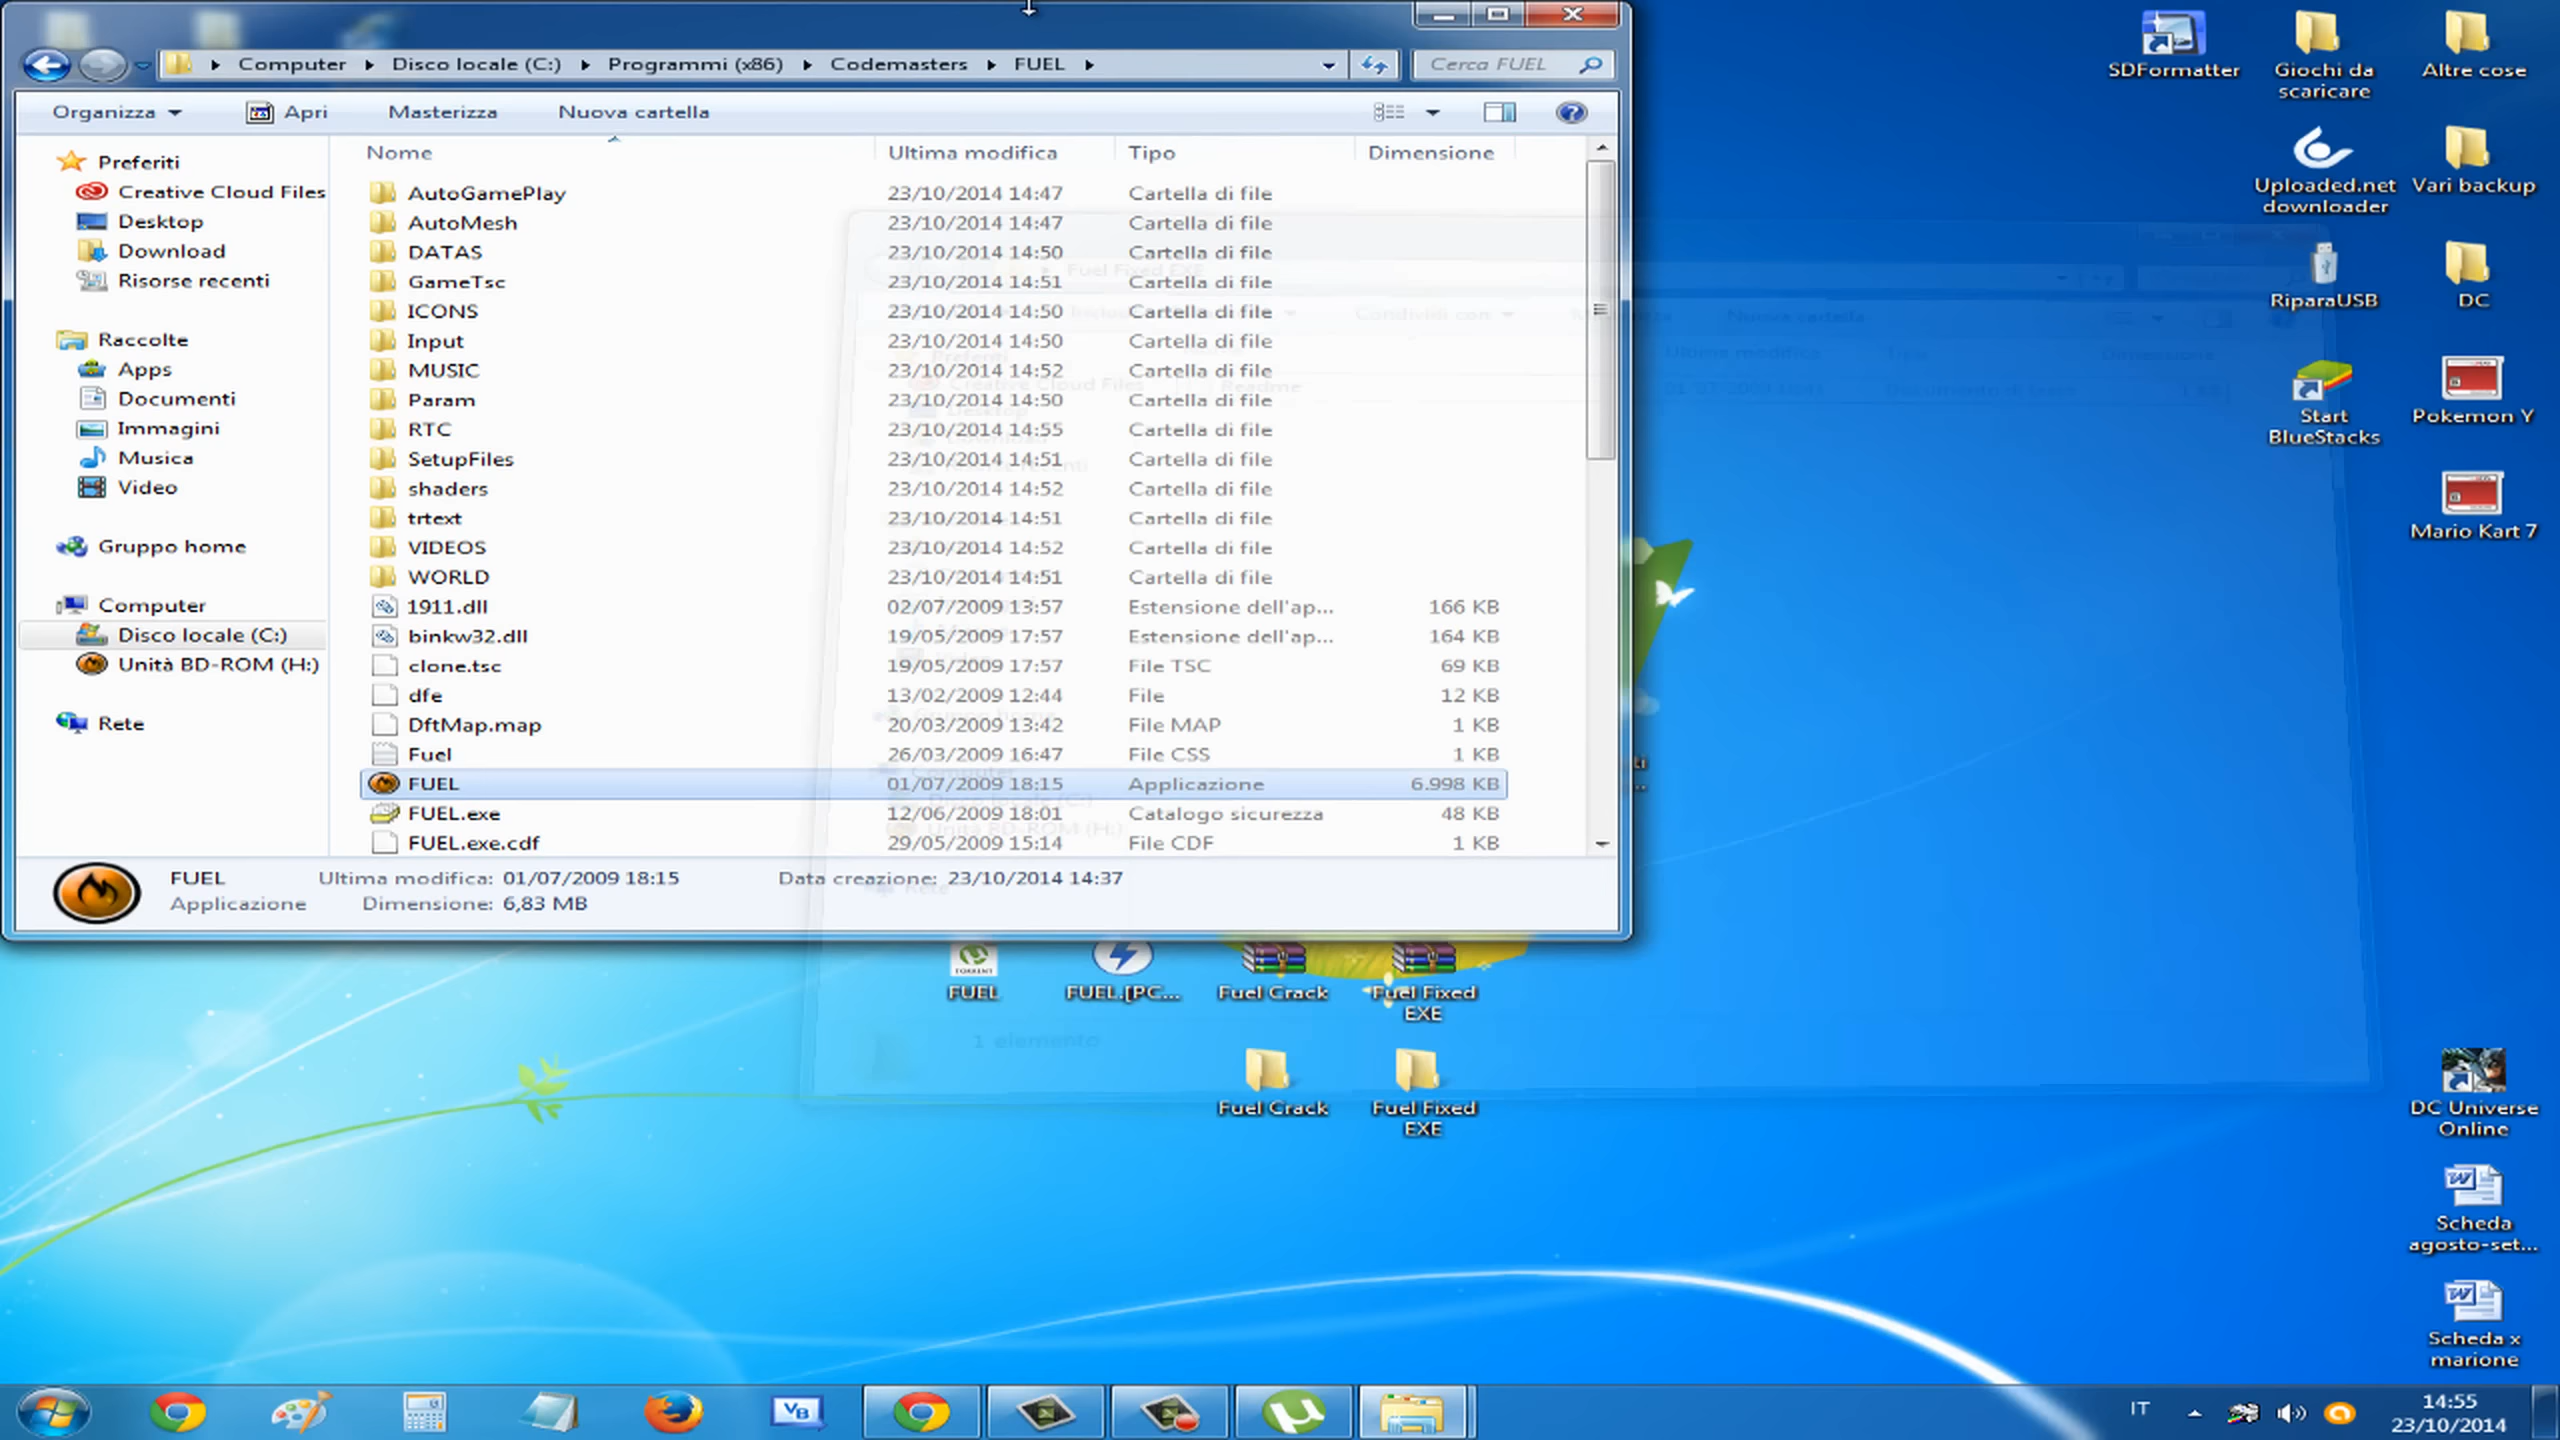 Computer ▸ Disco locale (C:) ▸ Programmi (x86) ▸ Codemasters ▸ FUEL ▸
Cerca FUEL
Organizza Apri Masterizza Nuova cartella
Nome Ultima modifica Tipo Dimensione
Preferiti
Creative Cloud Files
Desktop
Download
Risorse recenti
Raccolte
Apps
Documenti
Immagini
Musica
Video
Gruppo home
Computer
Disco locale (C:)
Unità BD-ROM (H:)
Rete
AutoGamePlay 23/10/2014 14:47 Cartella di file
AutoMesh 23/10/2014 14:47 Cartella di file
DATAS 23/10/2014 14:50 Cartella di file
GameTsc 23/10/2014 14:51 Cartella di file
ICONS 23/10/2014 14:50 Cartella di file
Input 23/10/2014 14:50 Cartella di file
MUSIC 23/10/2014 14:52 Cartella di file
Param 23/10/2014 14:50 Cartella di file
RTC 23/10/2014 14:55 Cartella di file
SetupFiles 23/10/2014 14:51 Cartella di file
shaders 23/10/2014 14:52 Cartella di file
trtext 23/10/2014 14:51 Cartella di file
VIDEOS 23/10/2014 14:52 Cartella di file
WORLD 23/10/2014 14:51 Cartella di file
1911.dll 02/07/2009 13:57 Estensione dell'ap... 166 KB
binkw32.dll 19/05/2009 17:57 Estensione dell'ap... 164 KB
clone.tsc 19/05/2009 17:57 File TSC 69 KB
dfe 13/02/2009 12:44 File 12 KB
DftMap.map 20/03/2009 13:42 File MAP 1 KB
Fuel 26/03/2009 16:47 File CSS 1 KB
FUEL 01/07/2009 18:15 Applicazione 6.998 KB
FUEL.exe 12/06/2009 18:01 Catalogo sicurezza 48 KB
FUEL.exe.cdf 29/05/2009 15:14 File CDF 1 KB
FUEL Ultima modifica: 01/07/2009 18:15 Data creazione: 23/10/2014 14:37
Applicazione Dimensione: 6,83 MB
Fuel Fixed EXE
Condividi con
Nuova cartella
Ultima modifica
Dimensione
Preferiti
Creative Cloud Files
Readme
Desktop
Computer
Unità BD-ROM (H:)
Rete
1 elemento
SDFormatter
Giochi da
scaricare
Altre cose
Uploaded.net
downloader
Vari backup
RiparaUSB
DC
Start
BlueStacks
Pokemon Y
Mario Kart 7
TORRENT
FUEL
FUEL.[PC...
Fuel Crack
Fuel Fixed
EXE
Fuel Crack
Fuel Fixed
EXE
DC Universe
Online
Scheda
agosto-set...
Scheda x
marione
VB
IT
14:55
23/10/2014